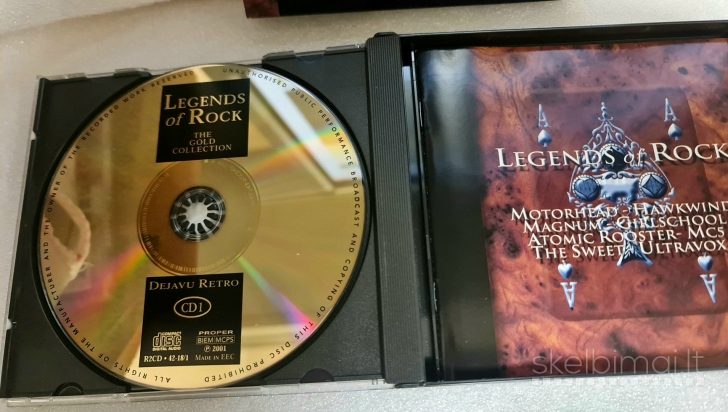 LEGENDS
of ROCK
THE
GOLD
COLLECTION
DEJAVU RETRO
CD1
COMPACT
disc
DIGITAL AUDIO
PROPER
BIEM/MCPS
℗ 2001
R2CD • 42-18/1 MADE IN EEC
ALL RIGHTS OF THE MANUFACTURER AND THE OWNER OF THE RECORDED WORK RESERVED UNAUTHORISED PUBLIC PERFORMANCE BROADCAST AND COPYING OF THIS DISC PROHIBITED
A A
LEGENDS of ROCK
MOTORHEAD - HAWKWIND
MAGNUM - GIRLSCHOOL
ATOMIC ROOSTER - MC5
THE SWEET - ULTRAVOX
A A
skelbimai.lt